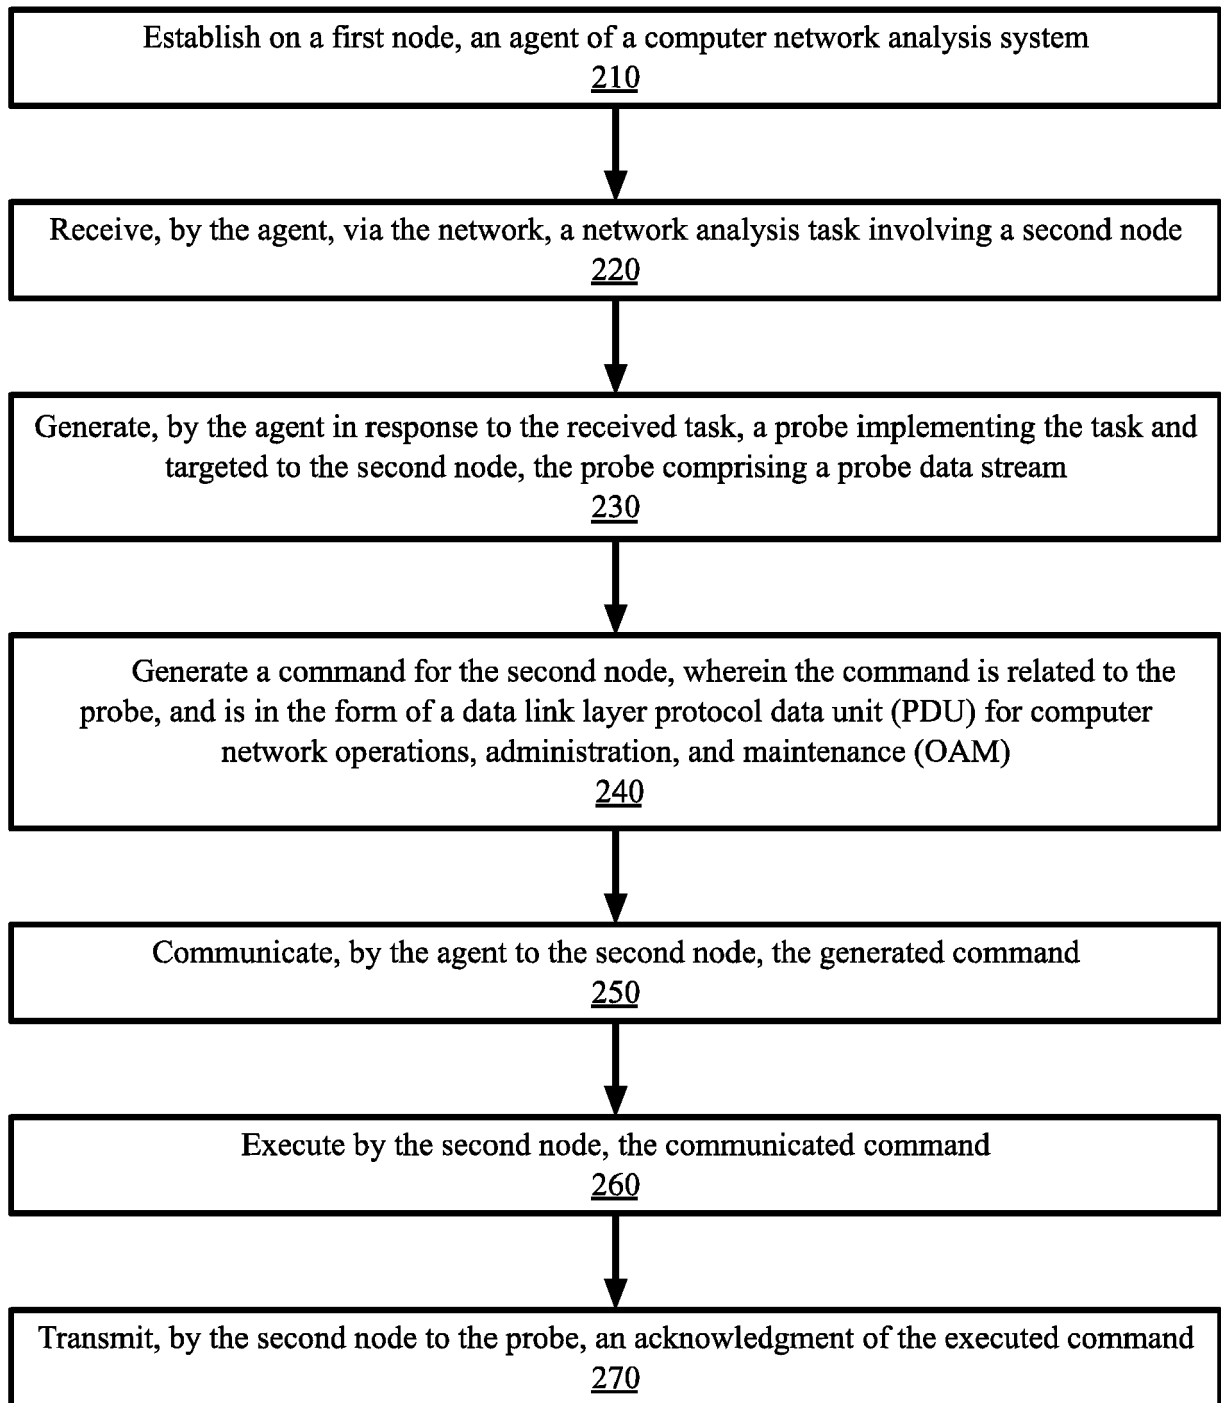 Establish on a first node, an agent of a computer network analysis system
210
Receive, by the agent, via the network, a network analysis task involving a second node
220
Generate, by the agent in response to the received task, a probe implementing the task and
targeted to the second node, the probe comprising a probe data stream
230
Generate a command for the second node, wherein the command is related to the
probe, and is in the form of a data link layer protocol data unit (PDU) for computer
network operations, administration, and maintenance (OAM)
240
Communicate, by the agent to the second node, the generated command
250
Execute by the second node, the communicated command
260
Transmit, by the second node to the probe, an acknowledgment of the executed command
270